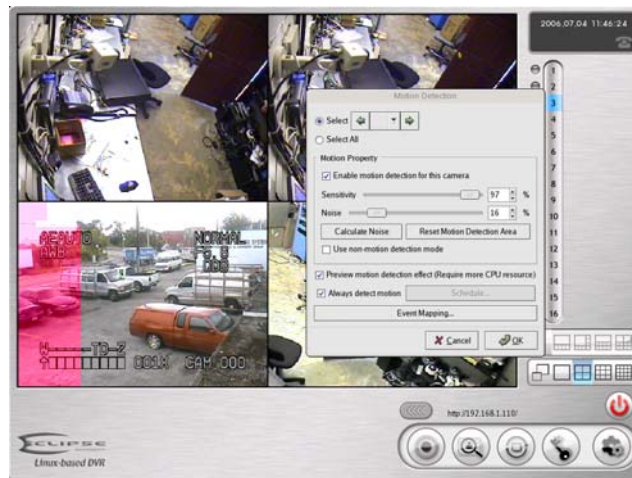 2006.07.04 11:46:24
Motion Detection
Select
Select All
Motion Property
Enable motion detection for this camera
Sensitivity 97 %
Noise 16 %
Calculate Noise Reset Motion Detection Area
Use non-motion detection mode
Preview motion detection effect (Require more CPU resource)
Always detect motion Schedule...
Event Mapping...
Cancel OK
1
2
3
4
5
6
7
8
9
10
11
12
13
14
15
16
AEAUTO NORMAL
AWB F6.0
000
W T D-Z
001X CAM 000
http://192.168.1.110/
ECLIPSE
Linux-based DVR